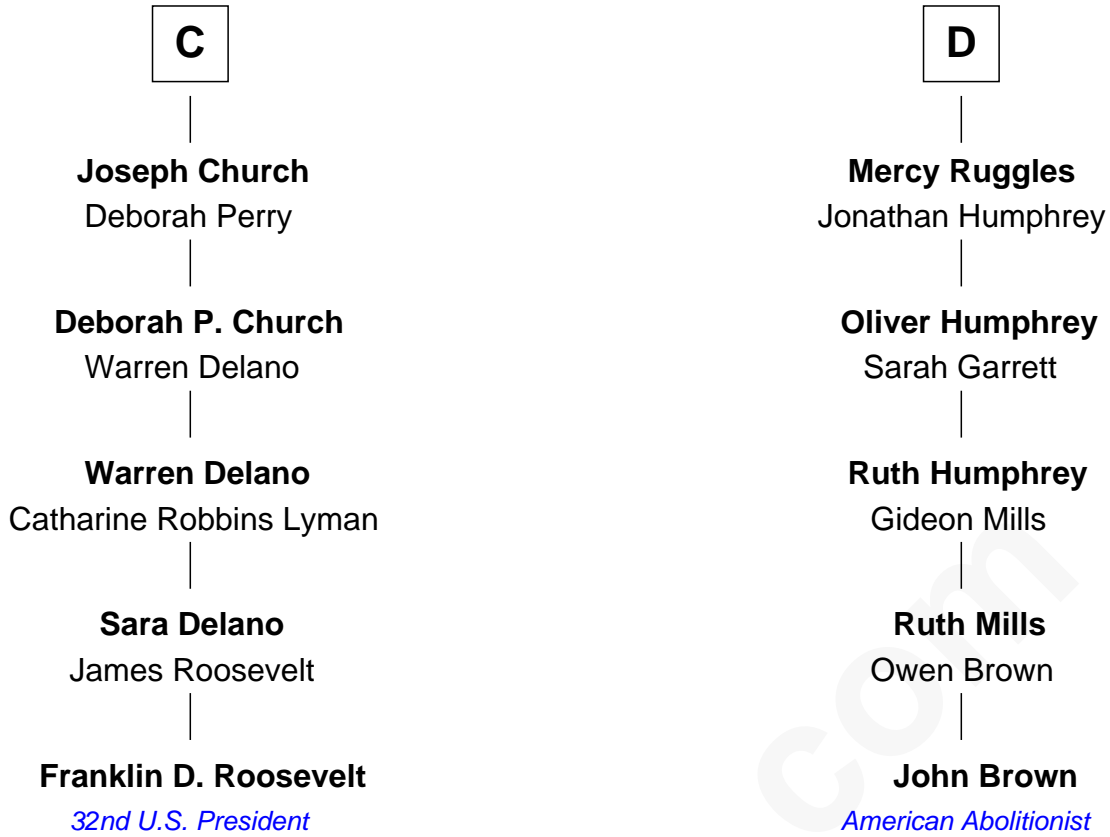 C
Joseph Church
Deborah Perry
Deborah P. Church
Warren Delano
Warren Delano
Catharine Robbins Lyman
Sara Delano
James Roosevelt
Franklin D. Roosevelt
32nd U.S. President
D
Mercy Ruggles
Jonathan Humphrey
Oliver Humphrey
Sarah Garrett
Ruth Humphrey
Gideon Mills
Ruth Mills
Owen Brown
John Brown
American Abolitionist
com